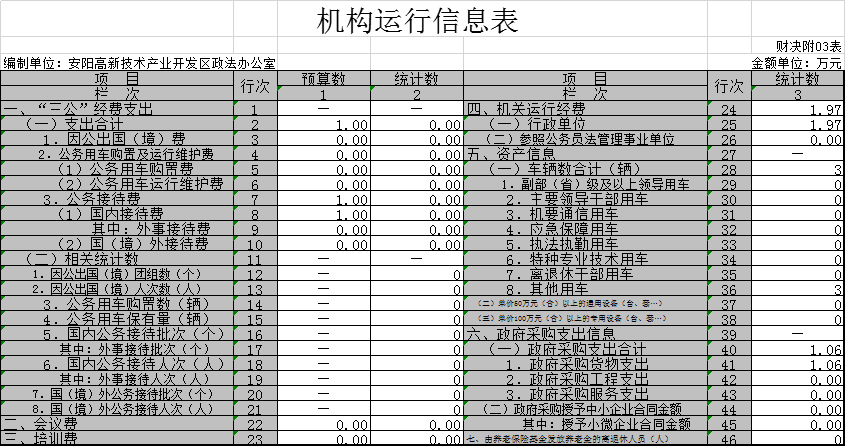 机构运行信息表
财决附03表
编制单位：安阳高新技术产业开发区政法办公室 金额单位：万元
项 目 行次 预算数 统计数 项 目 行次 统计数
栏 次 1 2 栏 次 3
一、“三公”经费支出 1 — — 四、机关运行经费 24 1.97
（一）支出合计 2 1.00 0.00 （一）行政单位 25 1.97
1．因公出国（境）费 3 0.00 0.00 （二）参照公务员法管理事业单位 26 0.00
2．公务用车购置及运行维护费 4 0.00 0.00 五、资产信息 27 —
（1）公务用车购置费 5 0.00 0.00 （一）车辆数合计（辆） 28 3
（2）公务用车运行维护费 6 0.00 0.00 1．副部（省）级及以上领导用车 29 0
3．公务接待费 7 1.00 0.00 2．主要领导干部用车 30 0
（1）国内接待费 8 1.00 0.00 3．机要通信用车 31 0
其中：外事接待费 9 0.00 0.00 4．应急保障用车 32 0
（2）国（境）外接待费 10 0.00 0.00 5．执法执勤用车 33 0
（二）相关统计数 11 — — 6．特种专业技术用车 34 0
1．因公出国（境）团组数（个） 12 — 0 7．离退休干部用车 35 0
2．因公出国（境）人次数（人） 13 — 0 8．其他用车 36 3
3．公务用车购置数（辆） 14 — 0 （二）单价50万元（含）以上的通用设备（台、套…） 37 0
4．公务用车保有量（辆） 15 — 0 （三）单价100万元（含）以上的专用设备（台、套…） 38 0
5．国内公务接待批次（个） 16 — 0 六、政府采购支出信息 39 —
其中：外事接待批次（个） 17 — 0 （一）政府采购支出合计 40 1.06
6．国内公务接待人次（人） 18 — 0 1．政府采购货物支出 41 1.06
其中：外事接待人次（人） 19 — 0 2．政府采购工程支出 42 0.00
7．国（境）外公务接待批次（个） 20 — 0 3．政府采购服务支出 43 0.00
8．国（境）外公务接待人次（人） 21 — 0 （二）政府采购授予中小企业合同金额 44 0.00
二、会议费 22 0.00 0.00 其中：授予小微企业合同金额 45 0.00
三、培训费 23 0.00 0.00 七、由养老保险基金发放养老金的离退休人员（人） 46 0